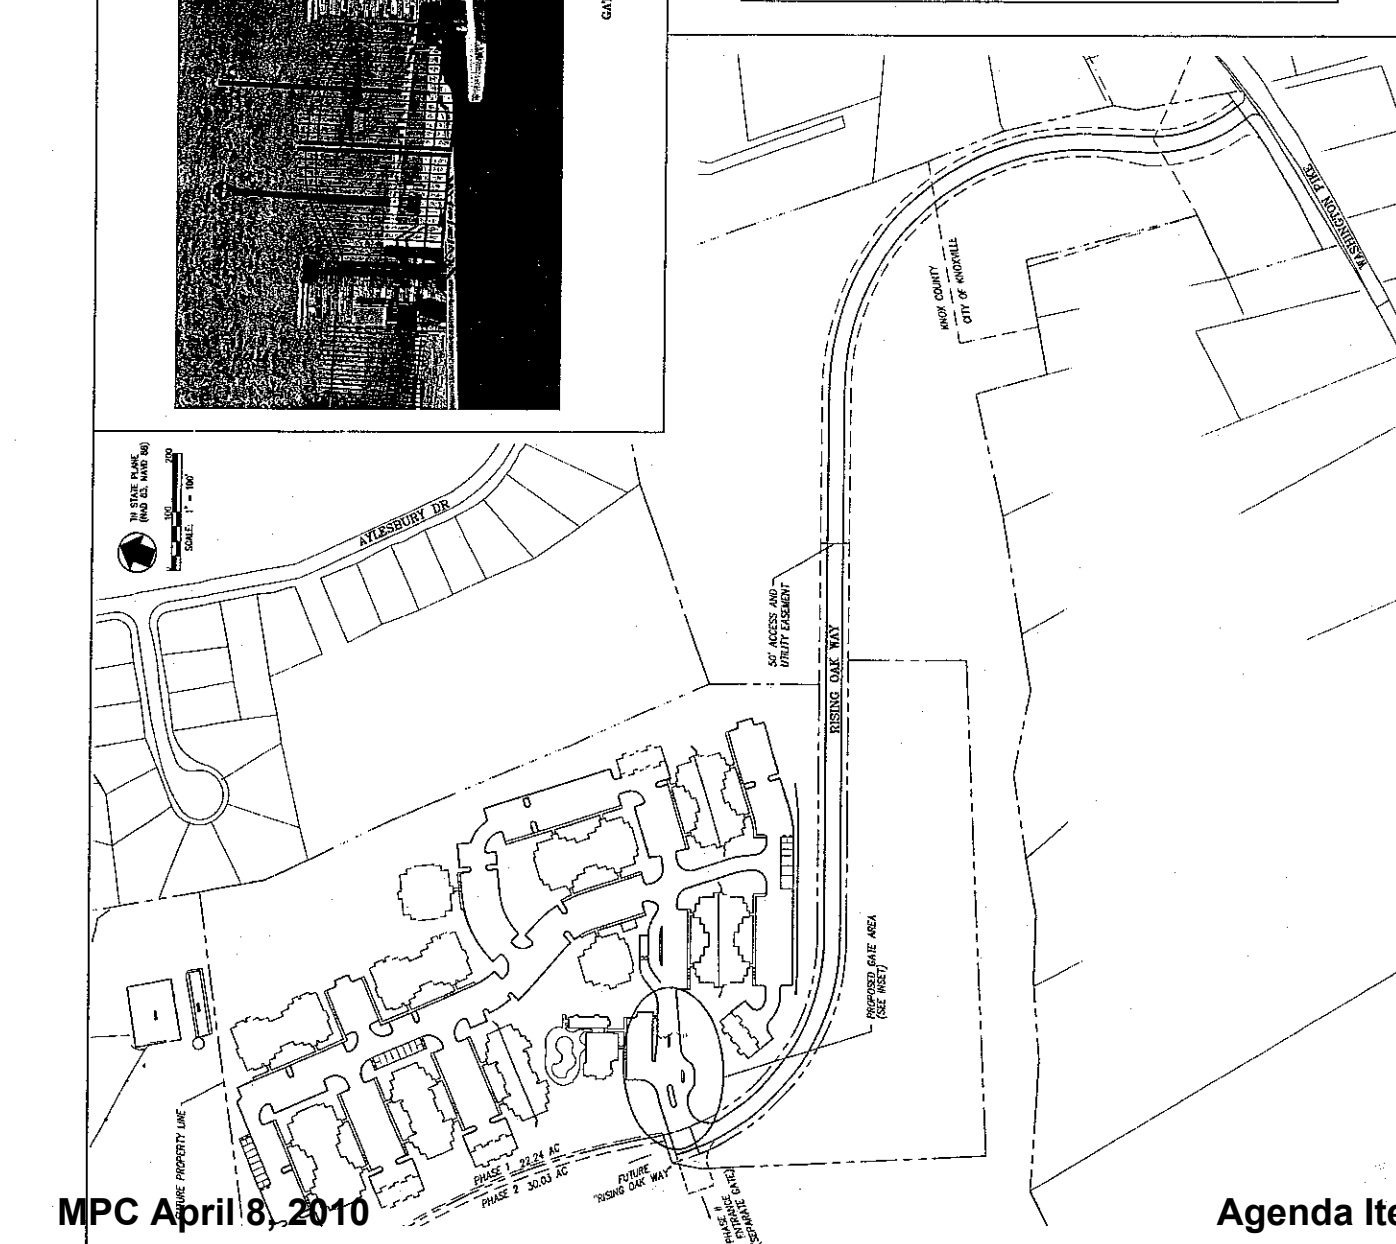 WASHINGTON PIKE
KNOX COUNTY
CITY OF KNOXVILLE
TN STATE PLANE
(NAD 83, NAVD 88)
100 200
SCALE: 1" = 100'
AYLESBURY DR
50' ACCESS AND
UTILITY EASEMENT
RISING OAK WAY
PROPOSED GATE AREA
(SEE INSET)
PROPERTY LINE
PHASE 1 22.24 AC
PHASE 2 30.03 AC
FUTURE
"RISING OAK WAY"
PHASE II
ENTRANCE
(SEPARATE GATE)
MPC April 8, 2010
Agenda Ite